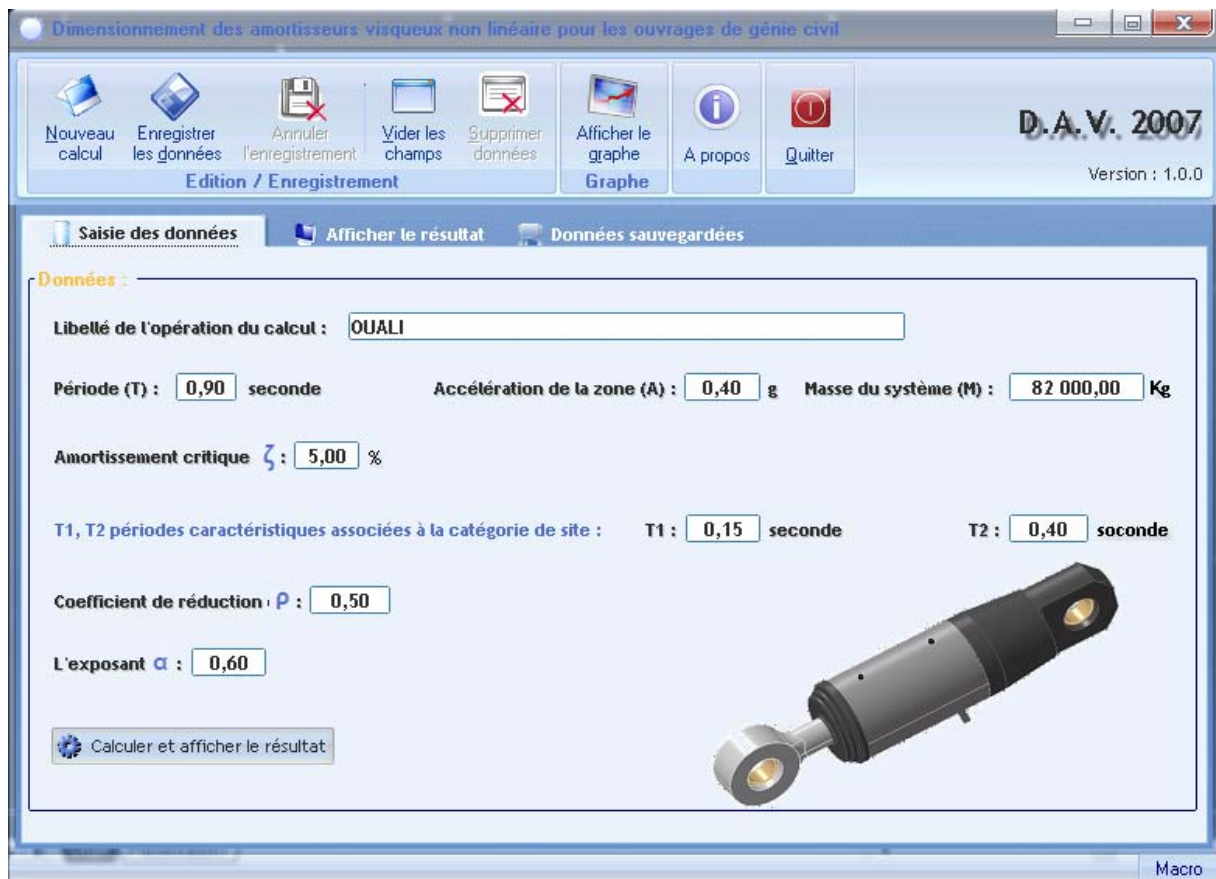 Dimensionnement des amortisseurs visqueux non linéaire pour les ouvrages de génie civil
Nouveau calcul
Enregistrer les données
Annuler l'enregistrement
Vider les champs
Supprimer données
Edition / Enregistrement
Afficher le graphe
Graphe
A propos
Quitter
D.A.V. 2007
Version : 1.0.0
Saisie des données
Afficher le résultat
Données sauvegardées
Données :
Libellé de l'opération du calcul : OUALI
Période (T) : 0,90 seconde Accélération de la zone (A) : 0,40 g Masse du système (M) : 82 000,00 Kg
Amortissement critique ζ : 5,00 %
T1, T2 périodes caractéristiques associées à la catégorie de site : T1 : 0,15 seconde T2 : 0,40 soconde
Coefficient de réduction ρ : 0,50
L'exposant α : 0,60
Calculer et afficher le résultat
Macro